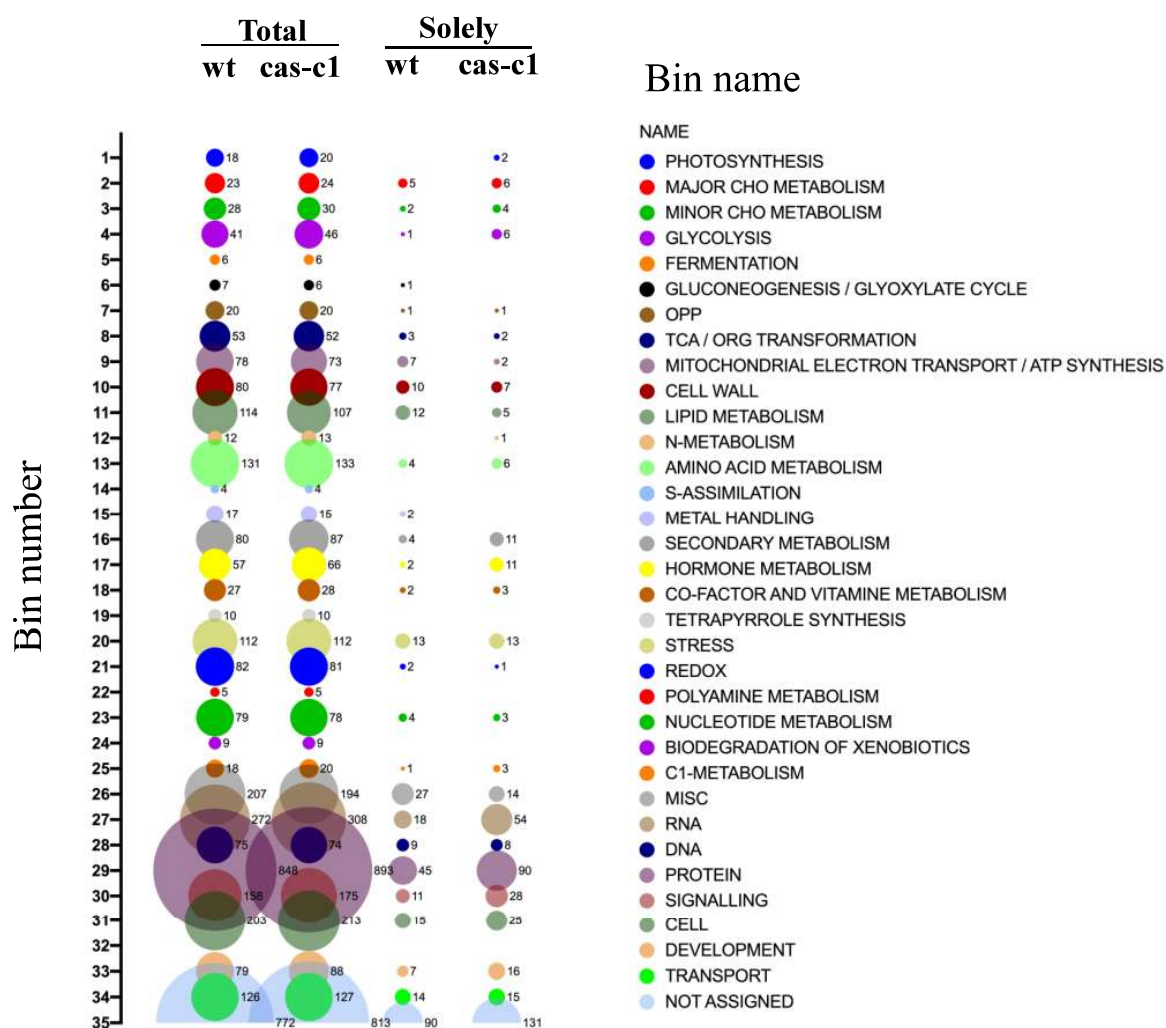 Total Solely
wt cas-c1 wt cas-c1
Bin name
Bin number
NAME
1 18 20 2 PHOTOSYNTHESIS
2 23 24 5 6 MAJOR CHO METABOLISM
3 28 30 2 4 MINOR CHO METABOLISM
4 41 46 1 6 GLYCOLYSIS
5 6 6 FERMENTATION
6 7 6 1 GLUCONEOGENESIS / GLYOXYLATE CYCLE
7 20 20 1 1 OPP
8 53 52 3 2 TCA / ORG TRANSFORMATION
9 78 73 7 2 MITOCHONDRIAL ELECTRON TRANSPORT / ATP SYNTHESIS
10 80 77 10 7 CELL WALL
11 114 107 12 5 LIPID METABOLISM
12 12 13 1 N-METABOLISM
13 131 133 4 6 AMINO ACID METABOLISM
14 4 4 S-ASSIMILATION
15 17 15 2 METAL HANDLING
16 80 87 4 11 SECONDARY METABOLISM
17 57 66 2 11 HORMONE METABOLISM
18 27 28 2 3 CO-FACTOR AND VITAMINE METABOLISM
19 10 10 TETRAPYRROLE SYNTHESIS
20 112 112 13 13 STRESS
21 82 81 2 1 REDOX
22 5 5 POLYAMINE METABOLISM
23 79 78 4 3 NUCLEOTIDE METABOLISM
24 9 9 BIODEGRADATION OF XENOBIOTICS
25 18 20 1 3 C1-METABOLISM
26 207 194 27 14 MISC
27 272 308 18 54 RNA
28 75 74 9 8 DNA
29 848 893 45 90 PROTEIN
30 158 175 11 28 SIGNALLING
31 203 213 15 25 CELL
32 DEVELOPMENT
33 79 88 7 16 TRANSPORT
34 126 127 14 15 NOT ASSIGNED
35 772 813 90 131